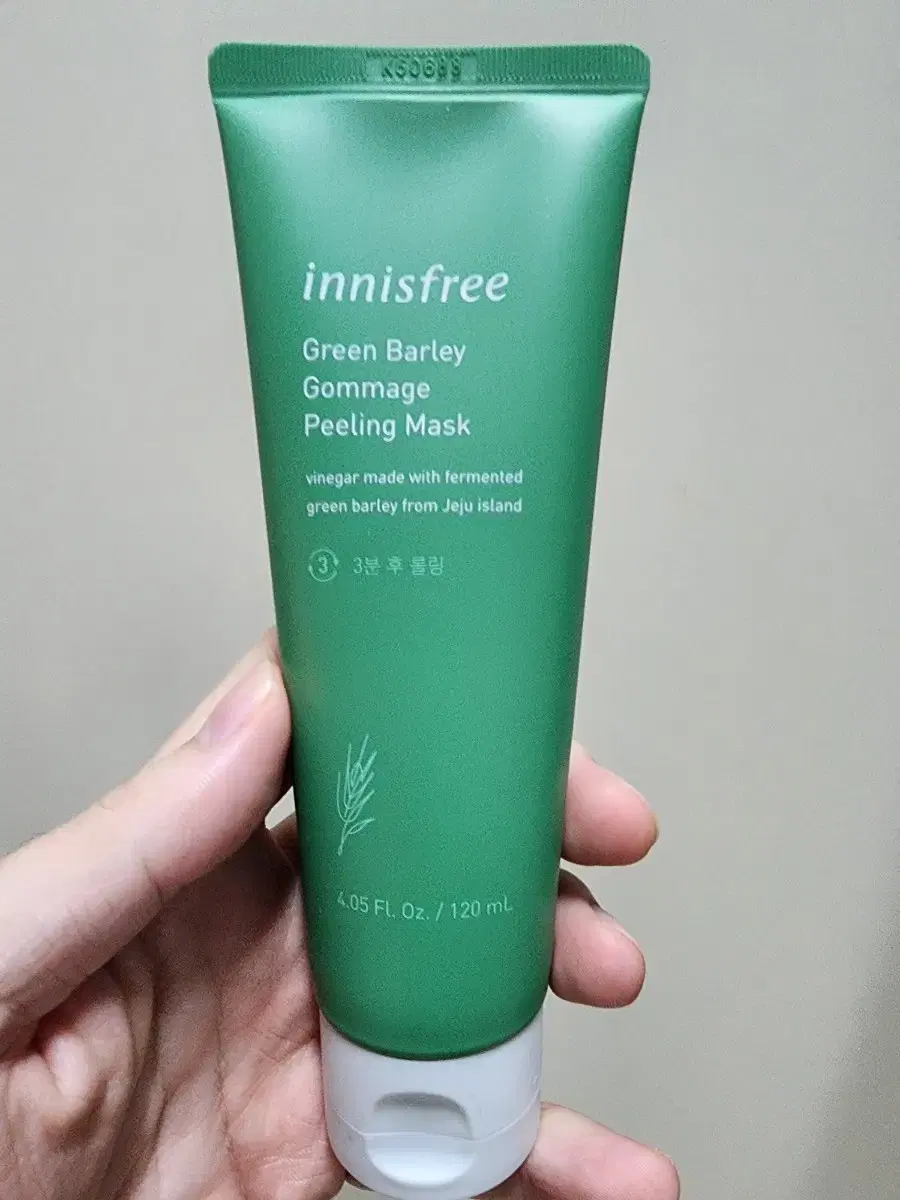 innisfree
Green Barley
Gommage
Peeling Mask
vinegar made with fermented
green barley from Jeju island
3 3분 후 롤링
4.05 Fl. Oz. / 120 mL